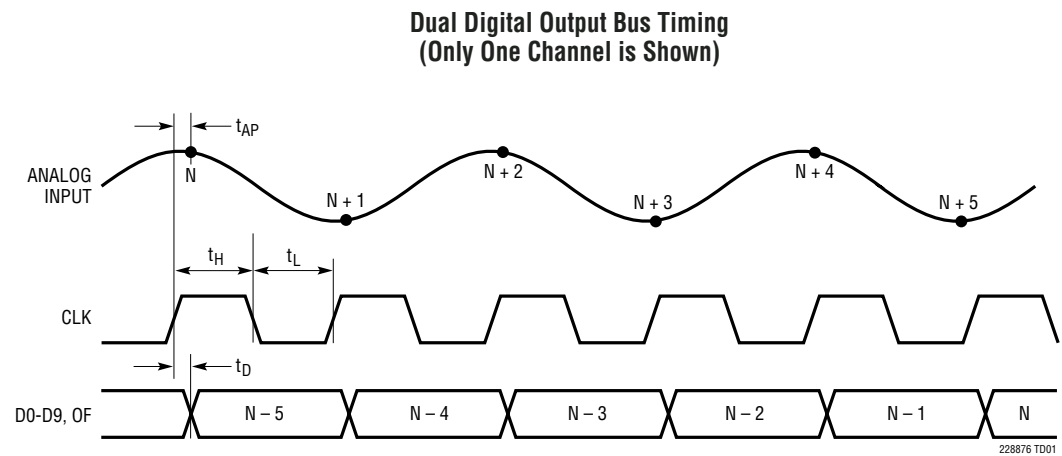 Dual Digital Output Bus Timing
(Only One Channel is Shown)
tAP
ANALOG
INPUT
N
N + 1
N + 2
N + 3
N + 4
N + 5
tH
tL
CLK
tD
D0-D9, OF
N – 5
N – 4
N – 3
N – 2
N – 1
N
228876 TD01